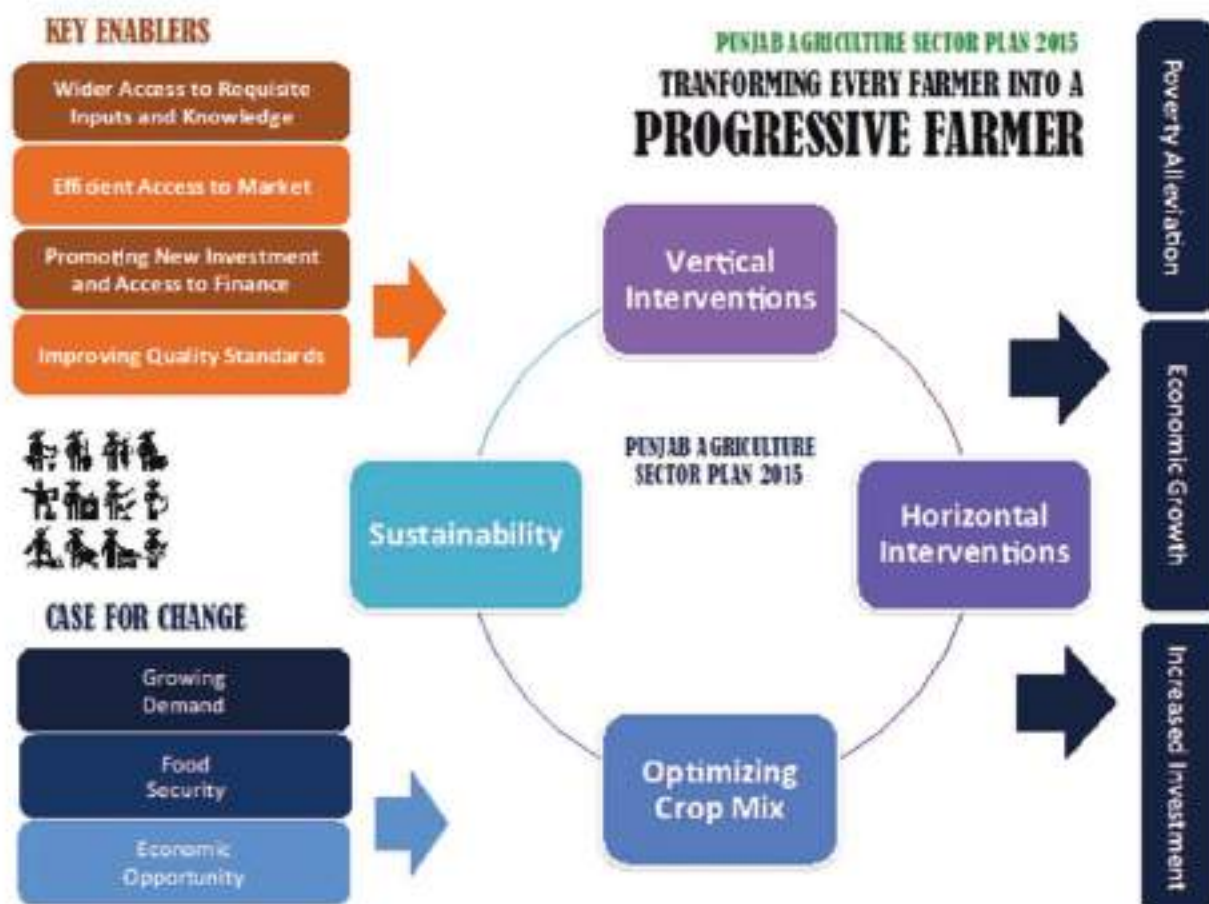 KEY ENABLERS
Wider Access to Requisite
Inputs and Knowledge
Efficient Access to Market
Promoting New Investment
and Access to Finance
Improving Quality Standards
CASE FOR CHANGE
Growing
Demand
Food
Security
Economic
Opportunity
PUNJAB AGRICULTURE SECTOR PLAN 2015
TRANFORMING EVERY FARMER INTO A
PROGRESSIVE FARMER
Vertical
Interventions
PUNJAB AGRICULTURE
SECTOR PLAN 2015
Sustainability
Horizontal
Interventions
Optimizing
Crop Mix
Poverty Alleviation
Economic Growth
Increased Investment